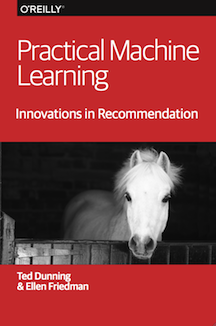 O'REILLY®
Practical Machine
Learning
Innovations in Recommendation
Ted Dunning
& Ellen Friedman